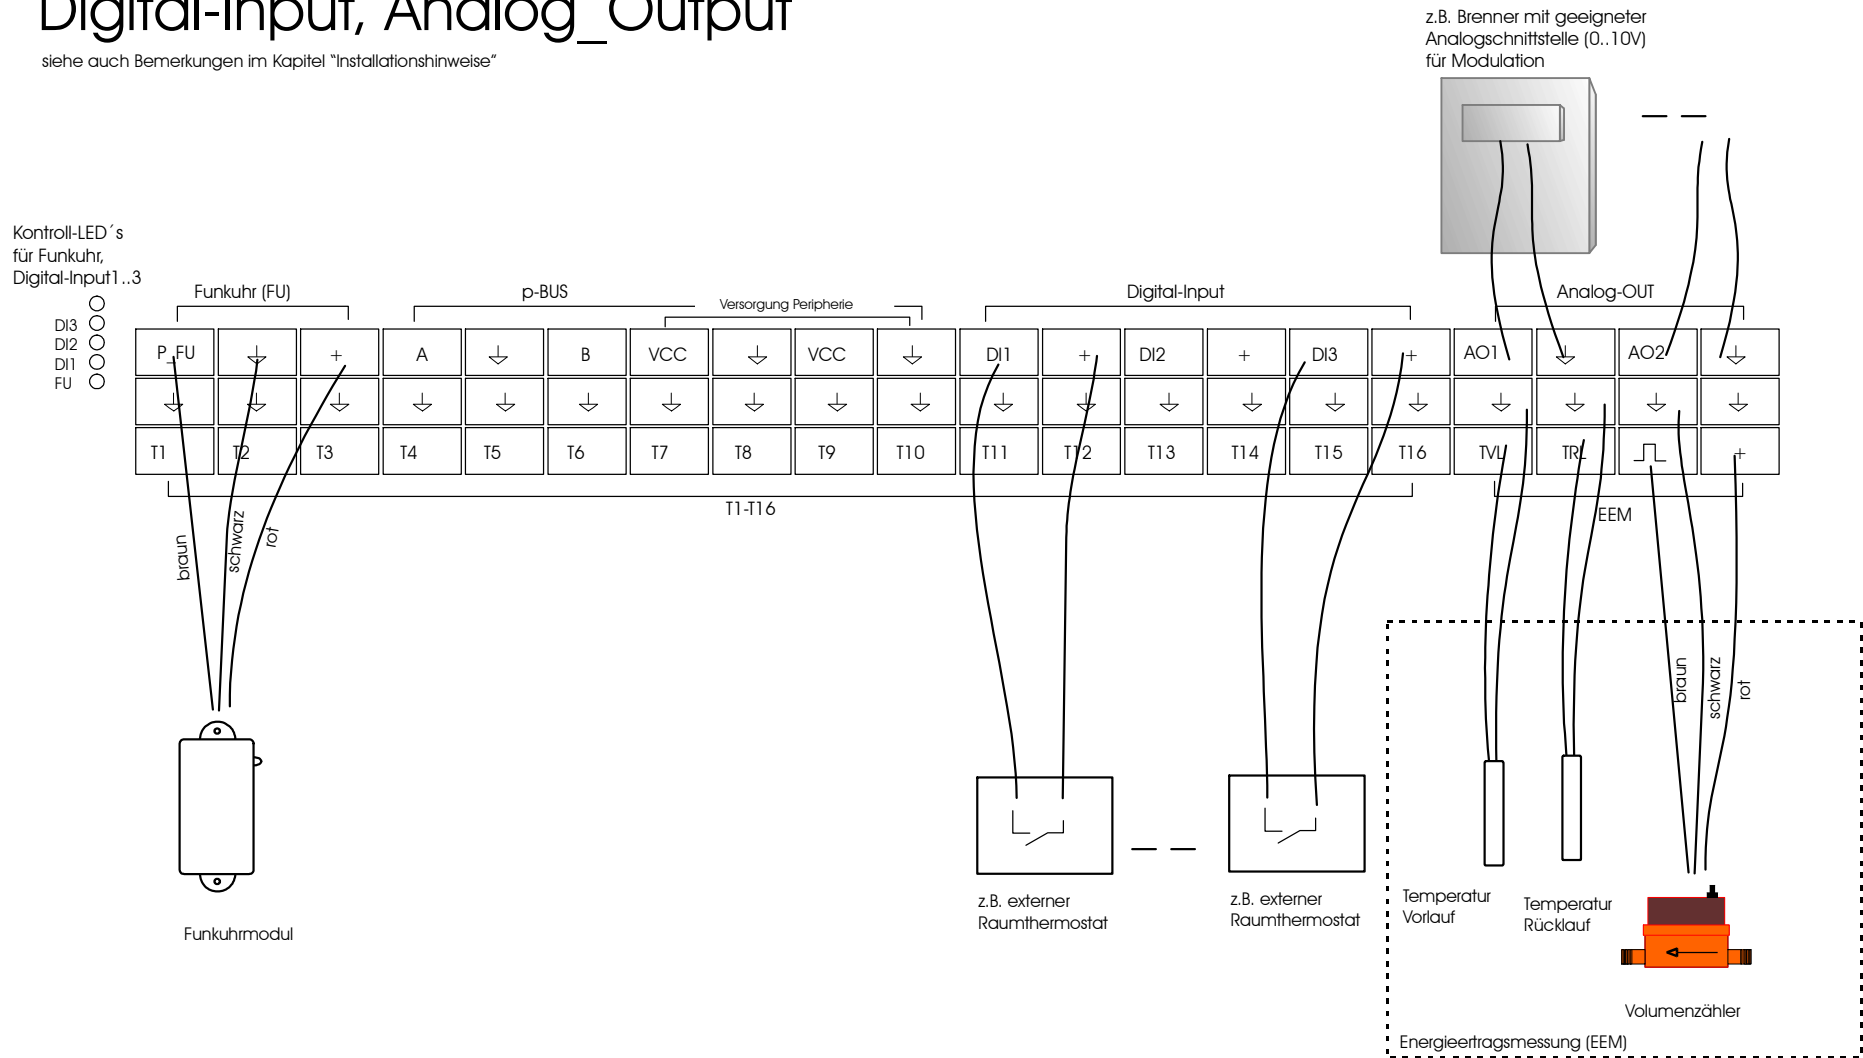 Digital-Input, Analog_Output
siehe auch Bemerkungen im Kapitel "Installationshinweise"
z.B. Brenner mit geeigneter
Analogschnittstelle (0..10V)
für Modulation
Kontroll-LED´s
für Funkuhr,
Digital-Input1..3
DI3
DI2
DI1
FU
Funkuhr (FU)
p-BUS
Versorgung Peripherie
Digital-Input
Analog-OUT
P_FU + A B VCC VCC DI1 + DI2 + DI3 + AO1 AO2
T1 T2 T3 T4 T5 T6 T7 T8 T9 T10 T11 T12 T13 T14 T15 T16 TVL TRL +
T1-T16
EEM
braun
schwarz
rot
braun
schwarz
rot
Funkuhrmodul
z.B. externer
Raumthermostat
z.B. externer
Raumthermostat
Temperatur
Vorlauf
Temperatur
Rücklauf
Volumenzähler
Energieertragsmessung (EEM)